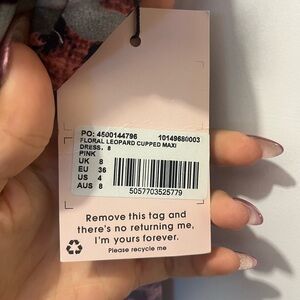 PO: 4500144796 10149680003
FLORAL LEOPARD CUPPED MAXI
DRESS, 8
PINK
UK 8
EU 36
US 4
AUS 8
5057703525779
Remove this tag and
there's no returning me,
I'm yours forever.
Please recycle me